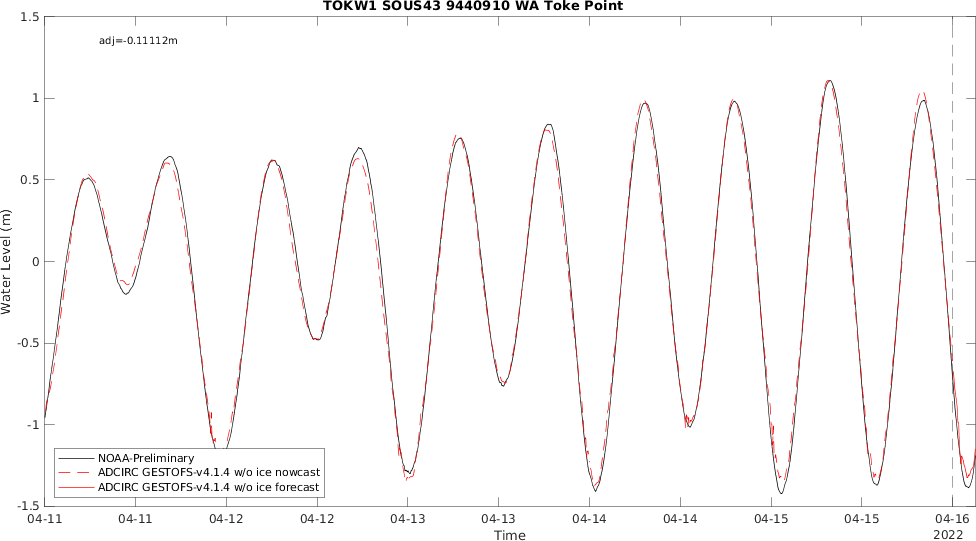 TOKW1 SOUS43 9440910 WA Toke Point
adj=-0.11112m
1.5
1
0.5
0
-0.5
-1
-1.5
Water Level (m)
NOAA-Preliminary
ADCIRC GESTOFS-v4.1.4 w/o ice nowcast
ADCIRC GESTOFS-v4.1.4 w/o ice forecast
04-11 04-11 04-12 04-12 04-13 04-13 04-14 04-14 04-15 04-15 04-16
Time
2022